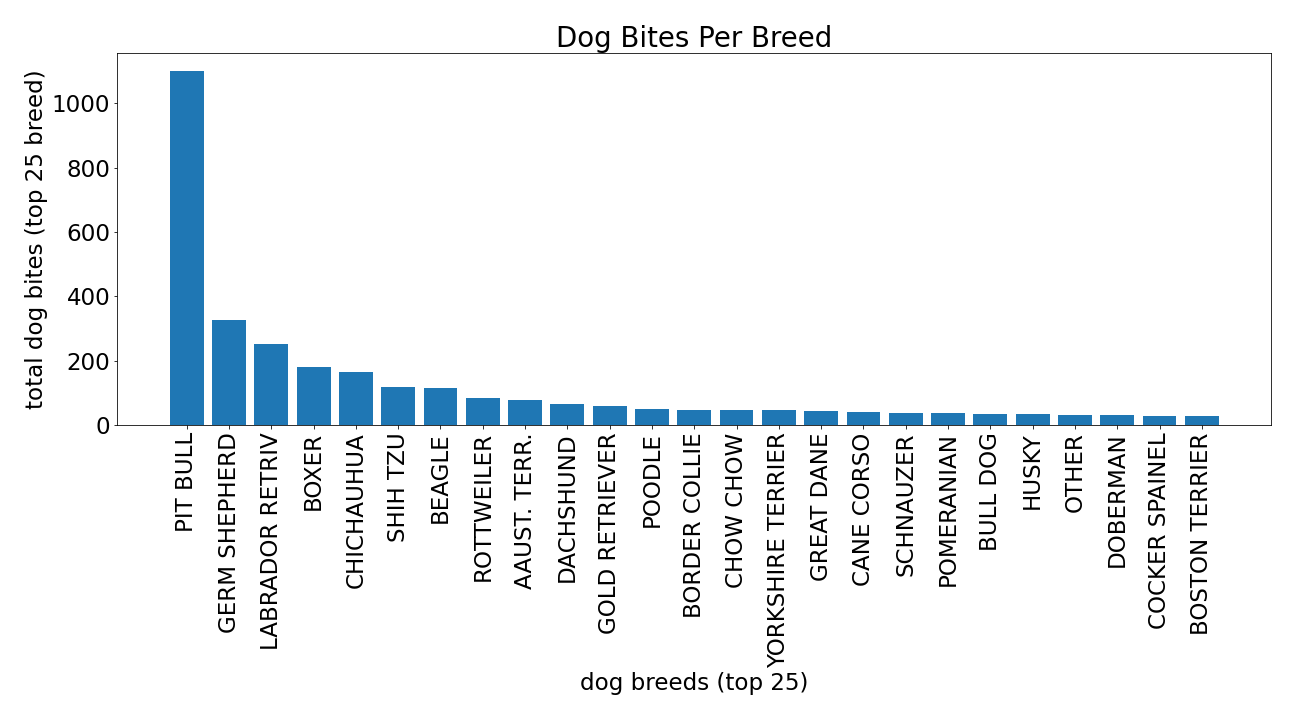 Dog Bites Per Breed
total dog bites (top 25 breed)
1000
800
600
400
200
0
PIT BULL
GERM SHEPHERD
LABRADOR RETRIV
BOXER
CHICHAUHUA
SHIH TZU
BEAGLE
ROTTWEILER
AAUST. TERR.
DACHSHUND
GOLD RETRIEVER
POODLE
BORDER COLLIE
CHOW CHOW
YORKSHIRE TERRIER
GREAT DANE
CANE CORSO
SCHNAUZER
POMERANIAN
BULL DOG
HUSKY
OTHER
DOBERMAN
COCKER SPAINEL
BOSTON TERRIER
dog breeds (top 25)